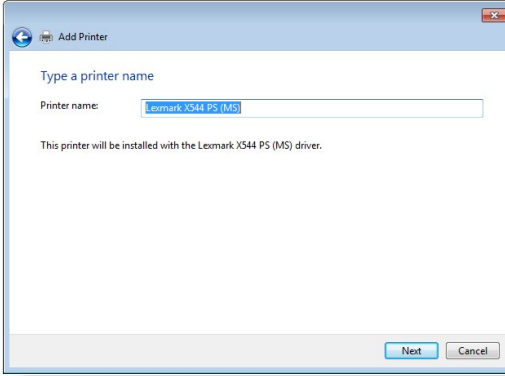 Add Printer
Type a printer name
Printer name: Lexmark X544 PS (MS)
This printer will be installed with the Lexmark X544 PS (MS) driver.
Next Cancel